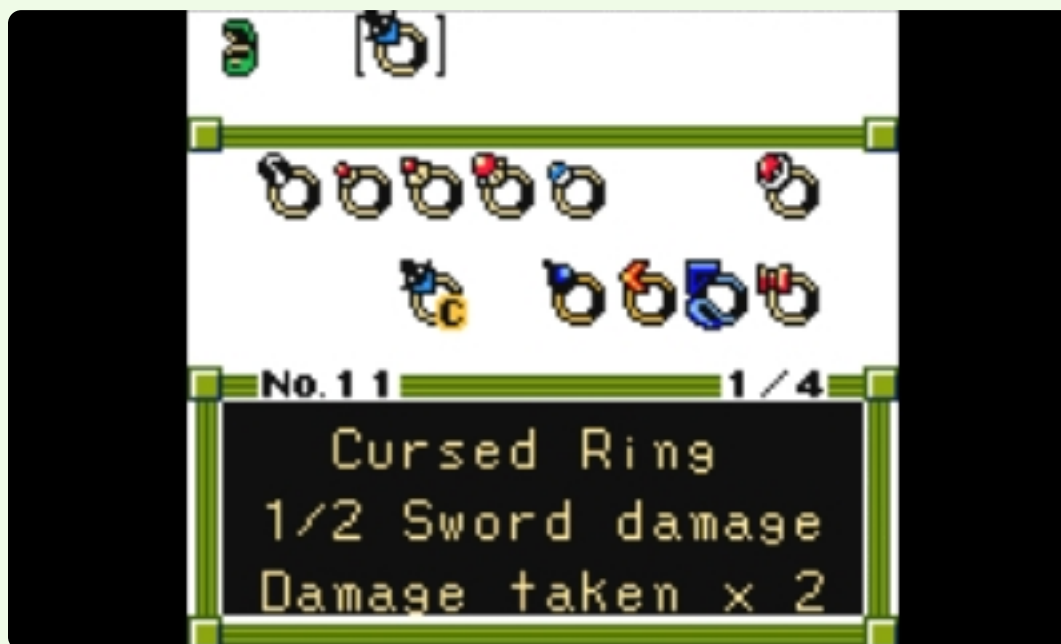 C
No.11 1/4
Cursed Ring
1/2 Sword damage
Damage taken x 2